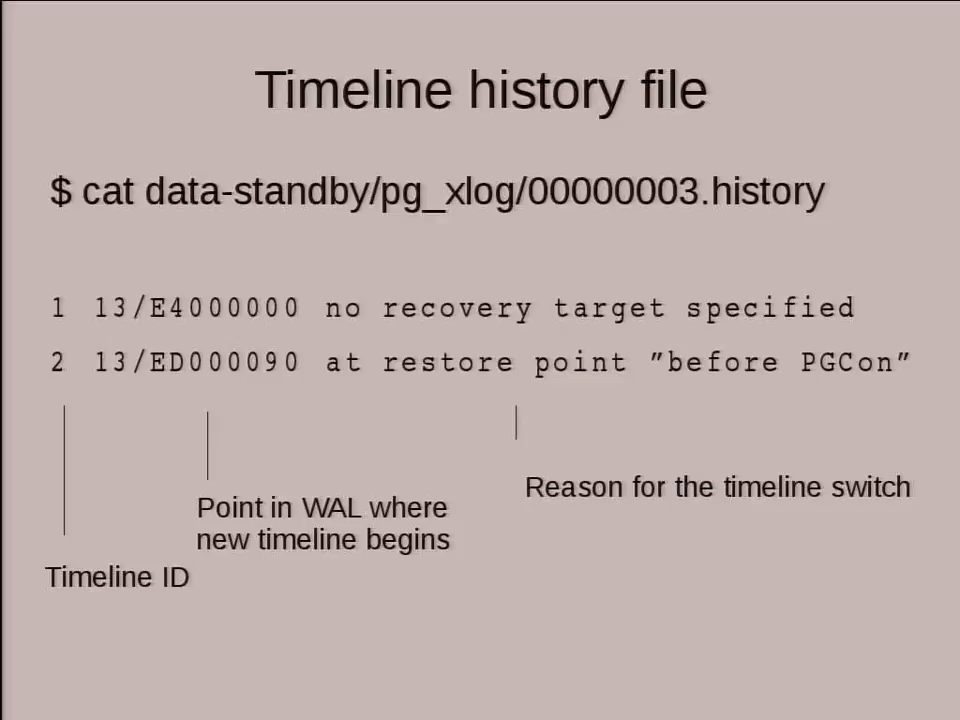 Timeline history file
$ cat data-standby/pg_xlog/00000003.history
1 13/E4000000 no recovery target specified
2 13/ED000090 at restore point ″before PGCon″
Reason for the timeline switch
Point in WAL where
new timeline begins
Timeline ID